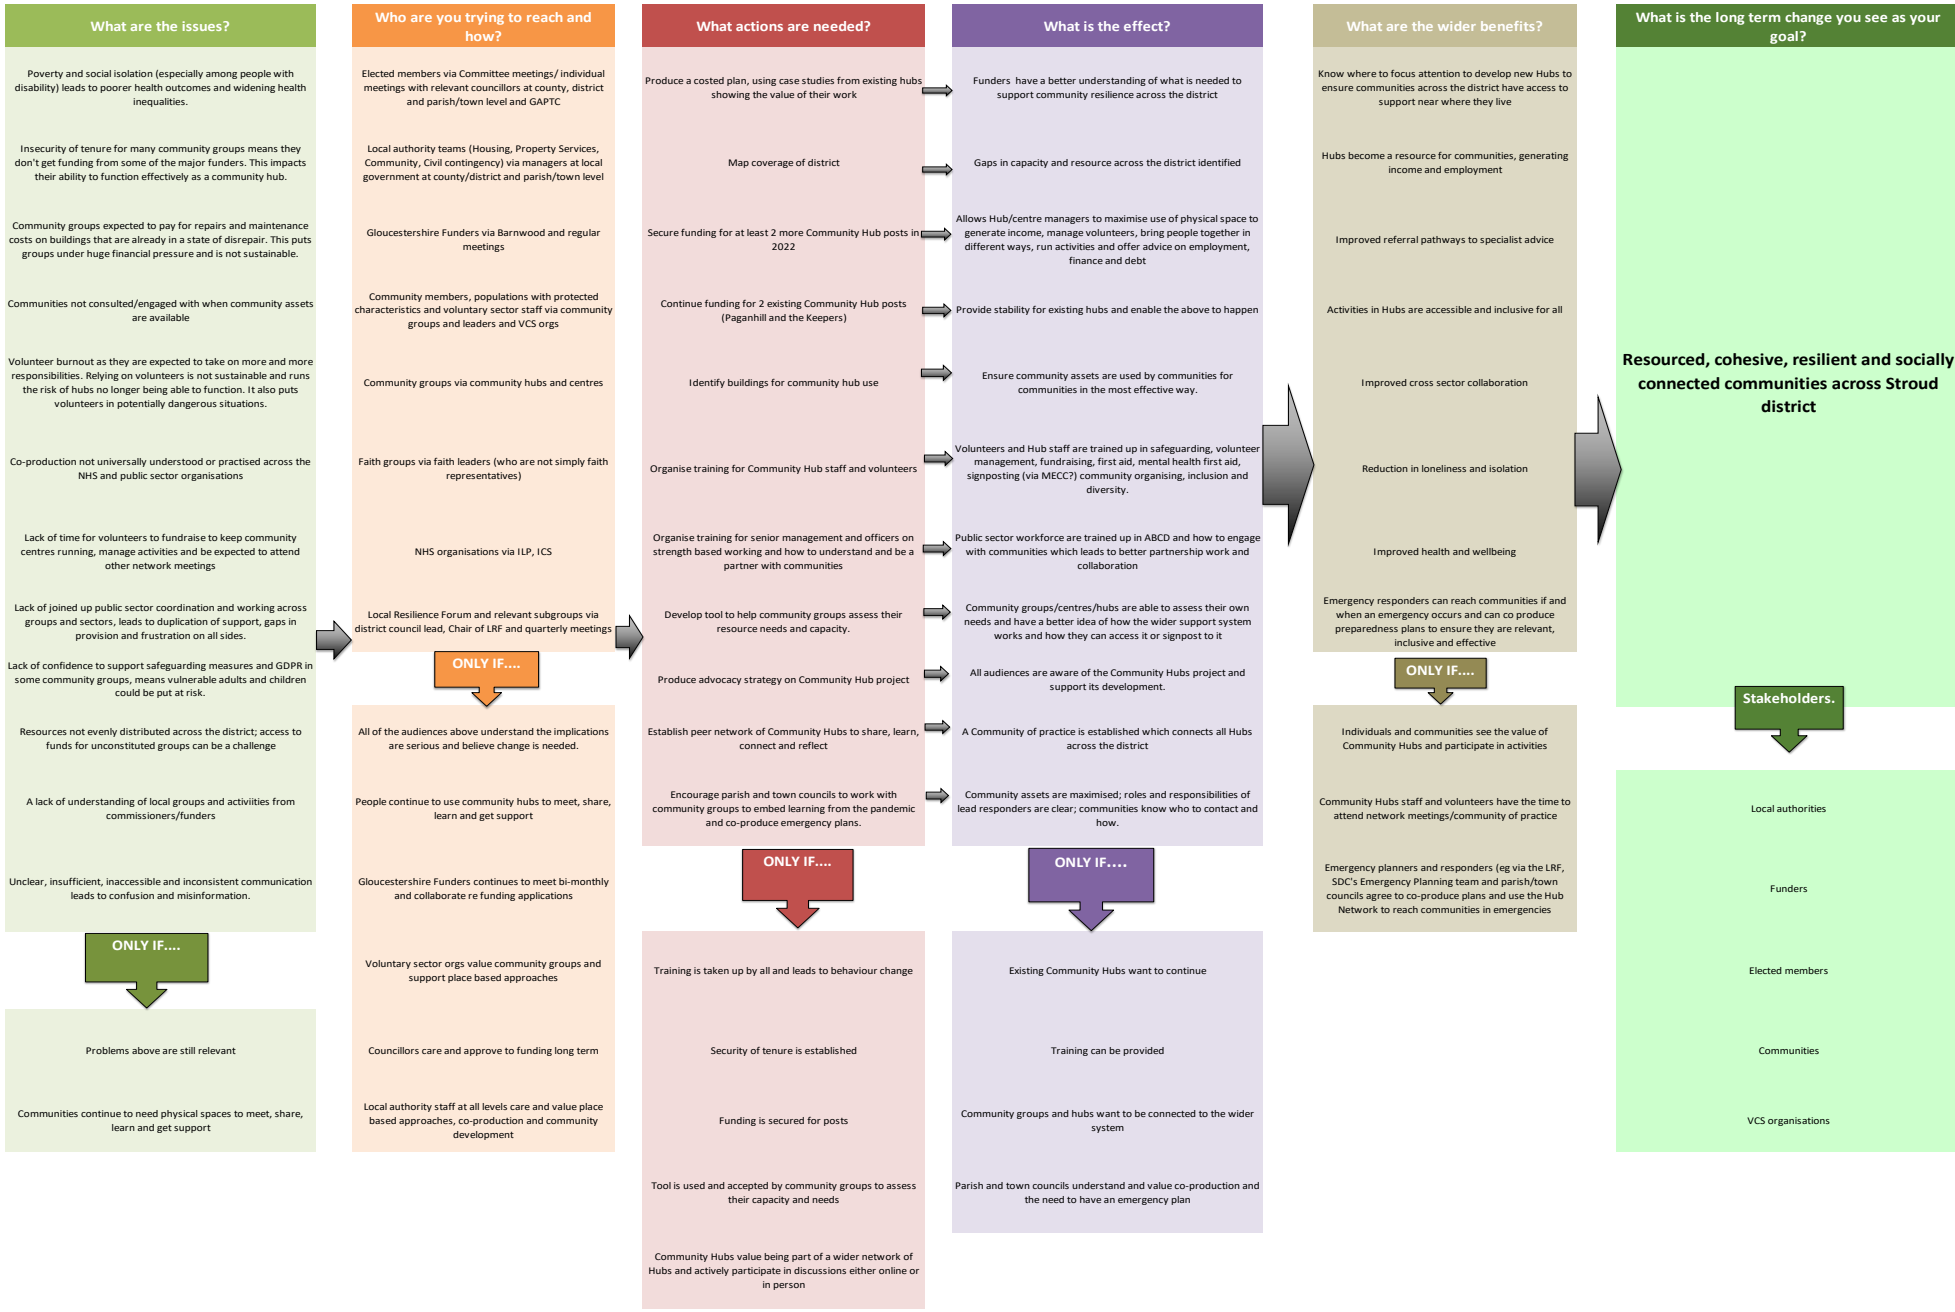 What are the issues?
Poverty and social isolation (especially among people with
disability) leads to poorer health outcomes and widening health
inequalities.
Insecurity of tenure for many community groups means they
don't get funding from some of the major funders. This impacts
their ability to function effectively as a community hub.
Community groups expected to pay for repairs and maintenance
costs on buildings that are already in a state of disrepair. This puts
groups under huge financial pressure and is not sustainable.
Communities not consulted/engaged with when community assets
are available
Volunteer burnout as they are expected to take on more and more
responsibilities. Relying on volunteers is not sustainable and runs
the risk of hubs no longer being able to function. It also puts
volunteers in potentially dangerous situations.
Co-production not universally understood or practised across the
NHS and public sector organisations
Lack of time for volunteers to fundraise to keep community
centres running, manage activities and be expected to attend
other network meetings
Lack of joined up public sector coordination and working across
groups and sectors, leads to duplication of support, gaps in
provision and frustration on all sides.
Lack of confidence to support safeguarding measures and GDPR in
some community groups, means vulnerable adults and children
could be put at risk.
Resources not evenly distributed across the district; access to
funds for unconstituted groups can be a challenge
A lack of understanding of local groups and activiities from
commissioners/funders
Unclear, insufficient, inaccessible and inconsistent communication
leads to confusion and misinformation.
ONLY IF....
Problems above are still relevant
Communities continue to need physical spaces to meet, share,
learn and get support
Who are you trying to reach and
how?
Elected members via Committee meetings/ individual
meetings with relevant councillors at county, district
and parish/town level and GAPTC
Local authority teams (Housing, Property Services,
Community, Civil contingency) via managers at local
government at county/district and parish/town level
Gloucestershire Funders via Barnwood and regular
meetings
Community members, populations with protected
characteristics and voluntary sector staff via community
groups and leaders and VCS orgs
Community groups via community hubs and centres
Faith groups via faith leaders (who are not simply faith
representatives)
NHS organisations via ILP, ICS
Local Resilience Forum and relevant subgroups via
district council lead, Chair of LRF and quarterly meetings
ONLY IF....
All of the audiences above understand the implications
are serious and believe change is needed.
People continue to use community hubs to meet, share,
learn and get support
Gloucestershire Funders continues to meet bi-monthly
and collaborate re funding applications
Voluntary sector orgs value community groups and
support place based approaches
Councillors care and approve to funding long term
Local authority staff at all levels care and value place
based approaches, co-production and community
development
What actions are needed?
Produce a costed plan, using case studies from existing hubs
showing the value of their work
Map coverage of district
Secure funding for at least 2 more Community Hub posts in
2022
Continue funding for 2 existing Community Hub posts
(Paganhill and the Keepers)
Identify buildings for community hub use
Organise training for Community Hub staff and volunteers
Organise training for senior management and officers on
strength based working and how to understand and be a
partner with communities
Develop tool to help community groups assess their
resource needs and capacity.
Produce advocacy strategy on Community Hub project
Establish peer network of Community Hubs to share, learn,
connect and reflect
Encourage parish and town councils to work with
community groups to embed learning from the pandemic
and co-produce emergency plans.
ONLY IF....
Training is taken up by all and leads to behaviour change
Security of tenure is established
Funding is secured for posts
Tool is used and accepted by community groups to assess
their capacity and needs
Community Hubs value being part of a wider network of
Hubs and actively participate in discussions either online or
in person
What is the effect?
Funders have a better understanding of what is needed to
support community resilience across the district
Gaps in capacity and resource across the district identified
Allows Hub/centre managers to maximise use of physical space to
generate income, manage volunteers, bring people together in
different ways, run activities and offer advice on employment,
finance and debt
Provide stability for existing hubs and enable the above to happen
Ensure community assets are used by communities for
communities in the most effective way.
Volunteers and Hub staff are trained up in safeguarding, volunteer
management, fundraising, first aid, mental health first aid,
signposting (via MECC?) community organising, inclusion and
diversity.
Public sector workforce are trained up in ABCD and how to engage
with communities which leads to better partnership work and
collaboration
Community groups/centres/hubs are able to assess their own
needs and have a better idea of how the wider support system
works and how they can access it or signpost to it
All audiences are aware of the Community Hubs project and
support its development.
A Community of practice is established which connects all Hubs
across the district
Community assets are maximised; roles and responsibilities of
lead responders are clear; communities know who to contact and
how.
ONLY IF....
Existing Community Hubs want to continue
Training can be provided
Community groups and hubs want to be connected to the wider
system
Parish and town councils understand and value co-production and
the need to have an emergency plan
What are the wider benefits?
Know where to focus attention to develop new Hubs to
ensure communities across the district have access to
support near where they live
Hubs become a resource for communities, generating
income and employment
Improved referral pathways to specialist advice
Activities in Hubs are accessible and inclusive for all
Improved cross sector collaboration
Reduction in loneliness and isolation
Improved health and wellbeing
Emergency responders can reach communities if and
when an emergency occurs and can co produce
preparedness plans to ensure they are relevant,
inclusive and effective
ONLY IF....
Individuals and communities see the value of
Community Hubs and participate in activities
Community Hubs staff and volunteers have the time to
attend network meetings/community of practice
Emergency planners and responders (eg via the LRF,
SDC's Emergency Planning team and parish/town
councils agree to co-produce plans and use the Hub
Network to reach communities in emergencies
What is the long term change you see as your
goal?
Resourced, cohesive, resilient and socially
connected communities across Stroud
district
Stakeholders.
Local authorities
Funders
Elected members
Communities
VCS organisations